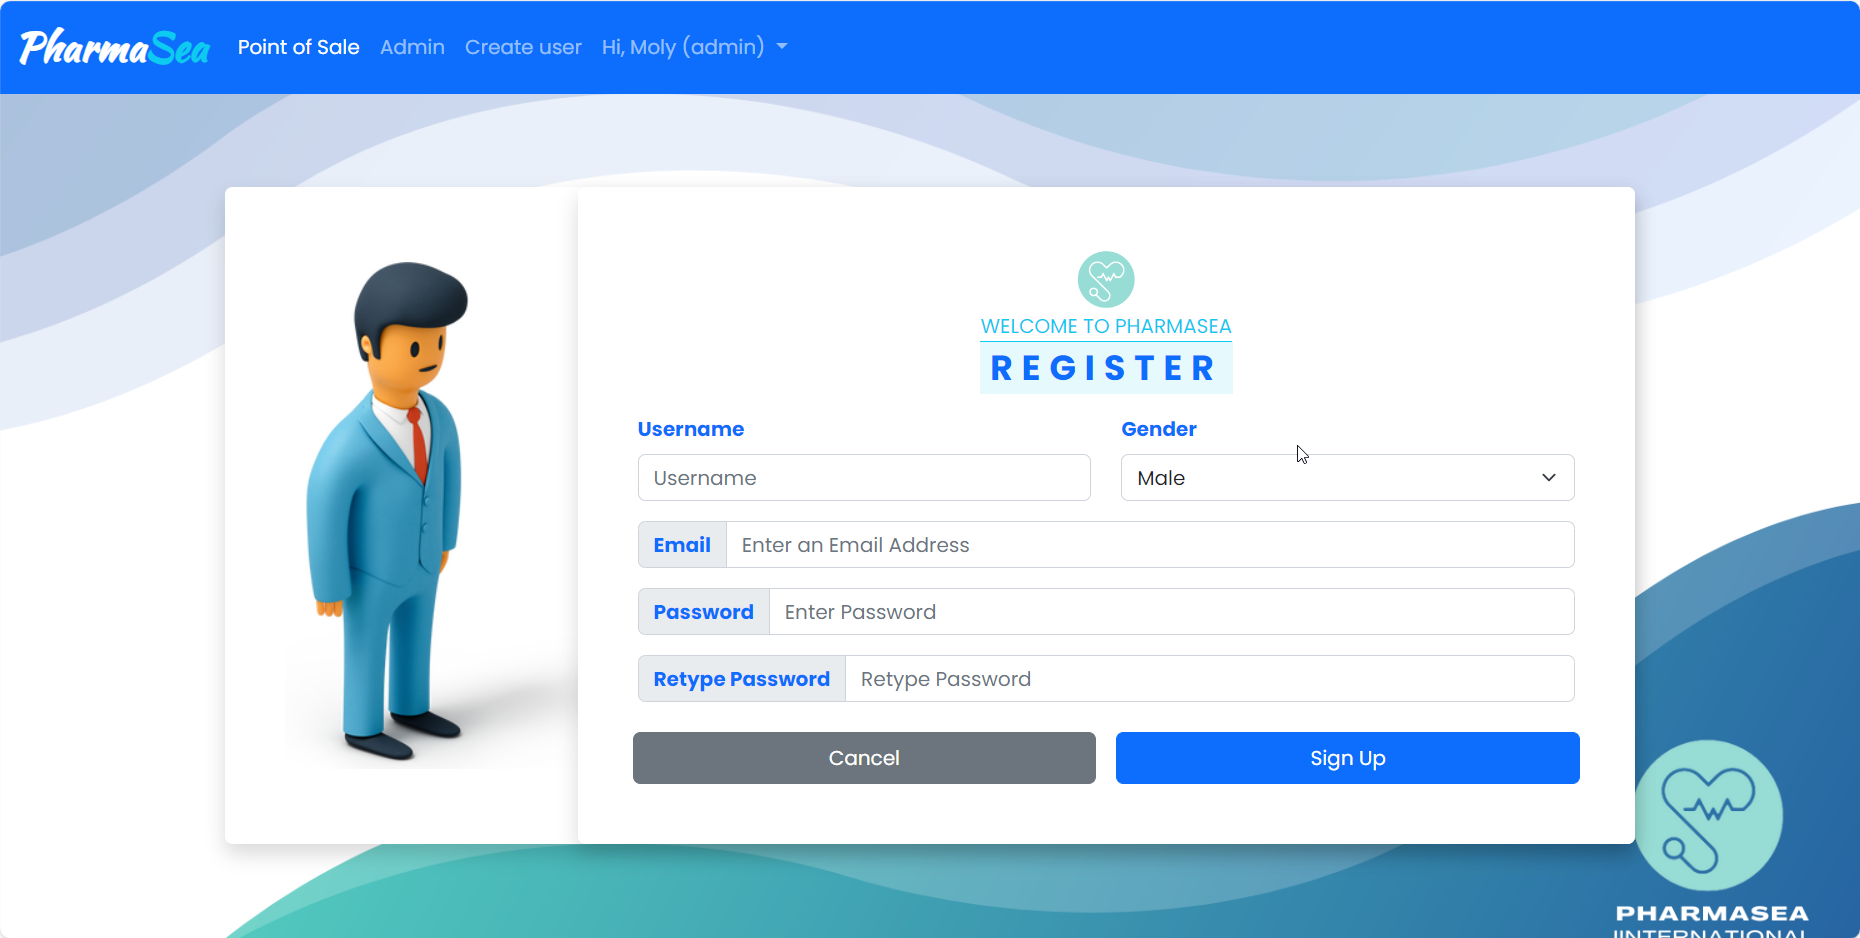 PharmaSea Point of Sale Admin Create user Hi, Moly (admin)
WELCOME TO PHARMASEA
REGISTER
Username Gender
Username Male
Email Enter an Email Address
Password Enter Password
Retype Password Retype Password
Cancel Sign Up
PHARMASEA